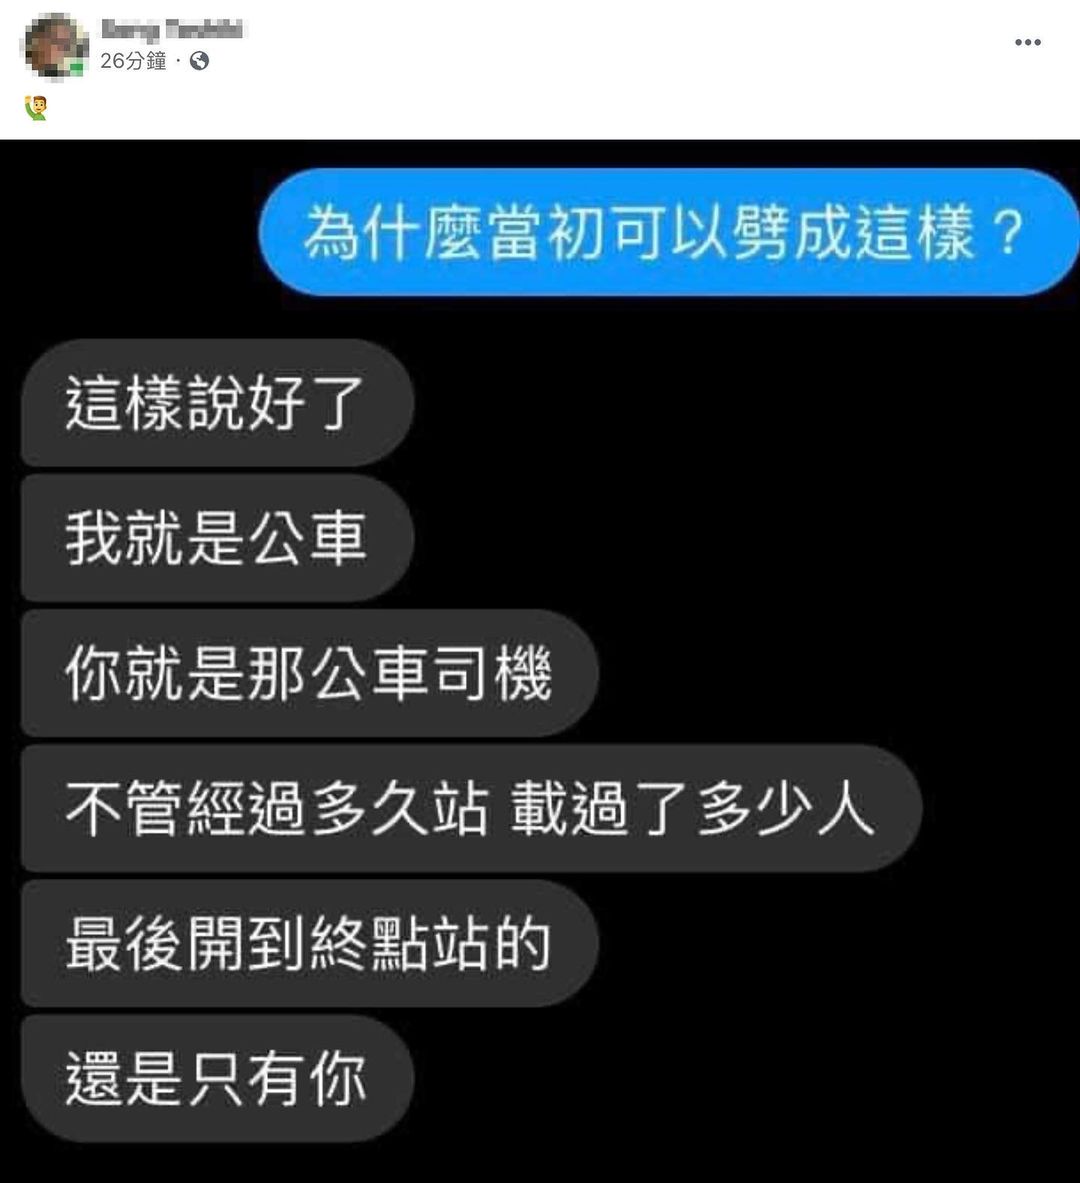 26分鐘 ·
為什麼當初可以劈成這樣？
這樣說好了
我就是公車
你就是那公車司機
不管經過多久站 載過了多少人
最後開到終點站的
還是只有你